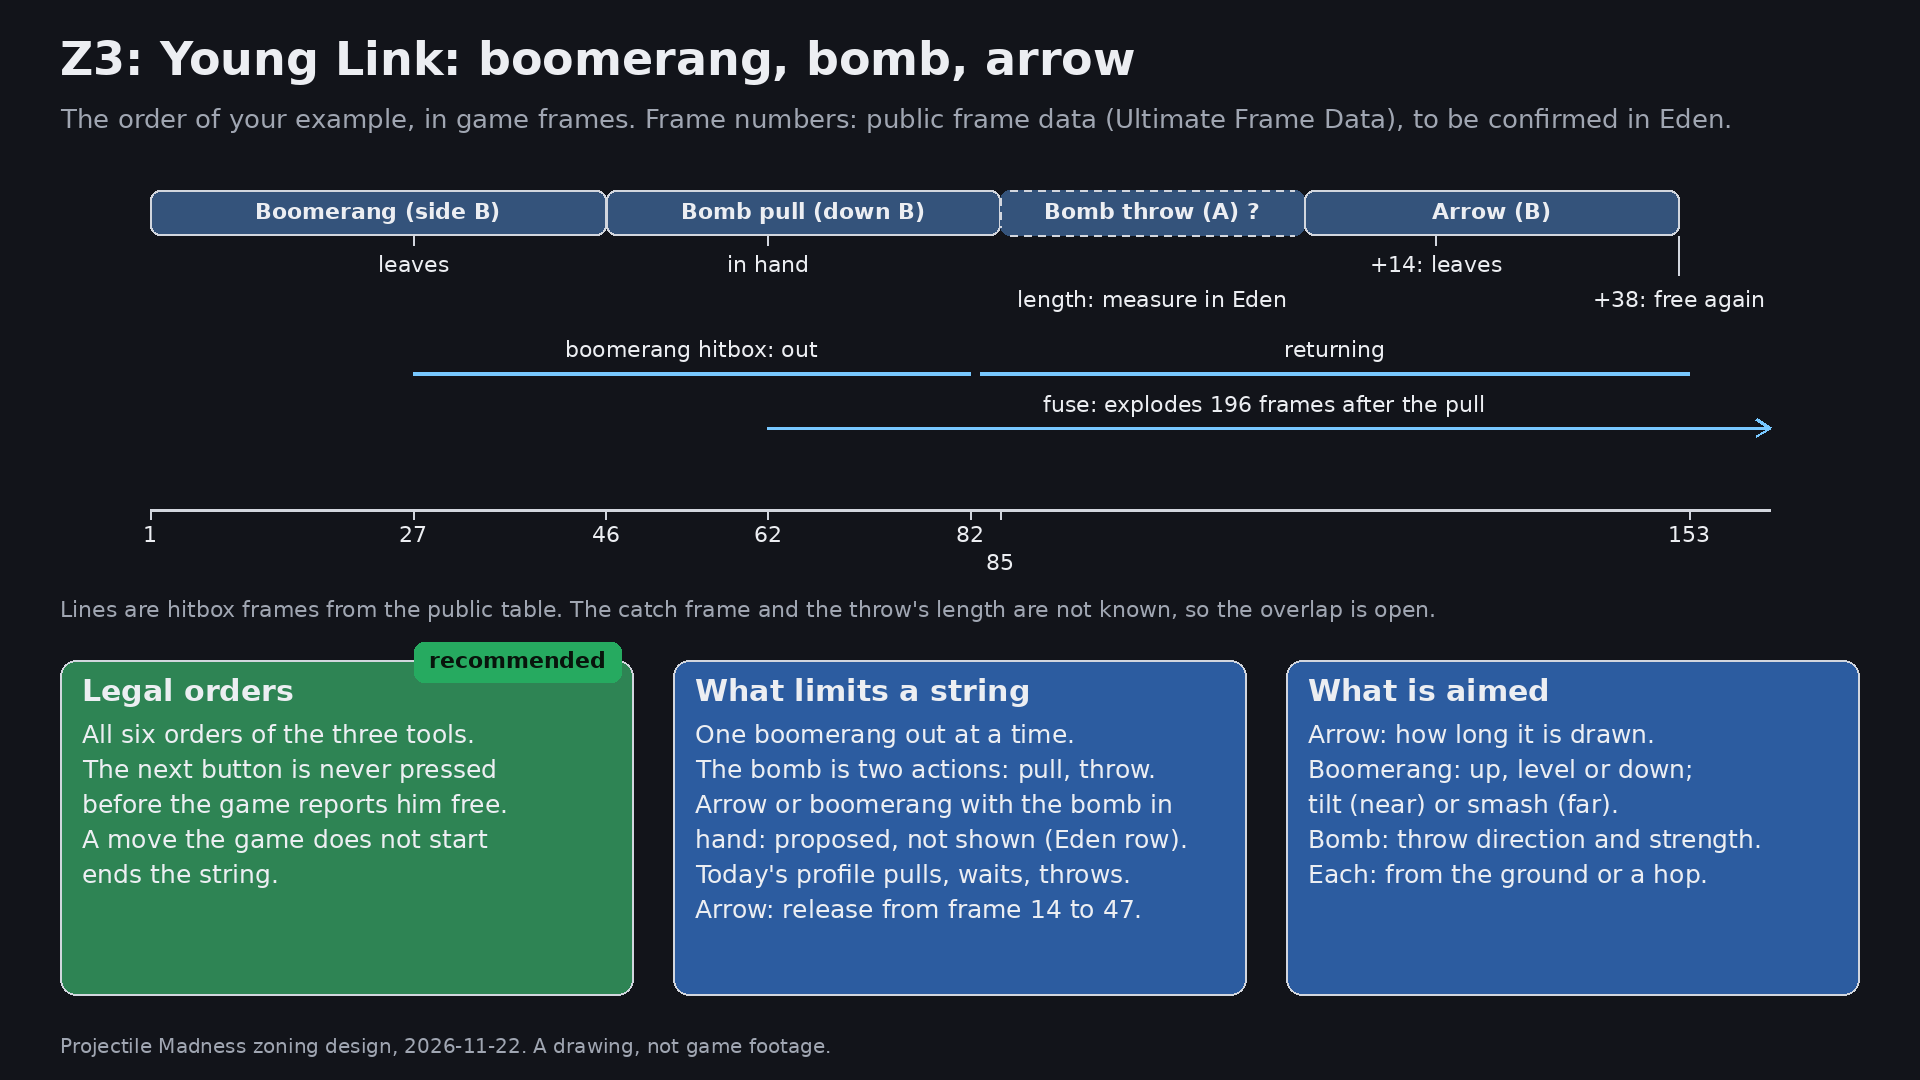 Z3: Young Link: boomerang, bomb, arrow
The order of your example, in game frames. Frame numbers: public frame data (Ultimate Frame Data), to be confirmed in Eden.
Boomerang (side B)
Bomb pull (down B)
Bomb throw (A) ?
Arrow (B)
leaves
in hand
+14: leaves
length: measure in Eden
+38: free again
boomerang hitbox: out
returning
fuse: explodes 196 frames after the pull
1
27
46
62
82
153
85
Lines are hitbox frames from the public table. The catch frame and the throw's length are not known, so the overlap is open.
recommended
Legal orders
All six orders of the three tools.
The next button is never pressed
before the game reports him free.
A move the game does not start
ends the string.
What limits a string
One boomerang out at a time.
The bomb is two actions: pull, throw.
Arrow or boomerang with the bomb in
hand: proposed, not shown (Eden row).
Today's profile pulls, waits, throws.
Arrow: release from frame 14 to 47.
What is aimed
Arrow: how long it is drawn.
Boomerang: up, level or down;
tilt (near) or smash (far).
Bomb: throw direction and strength.
Each: from the ground or a hop.
Projectile Madness zoning design, 2026-11-22. A drawing, not game footage.